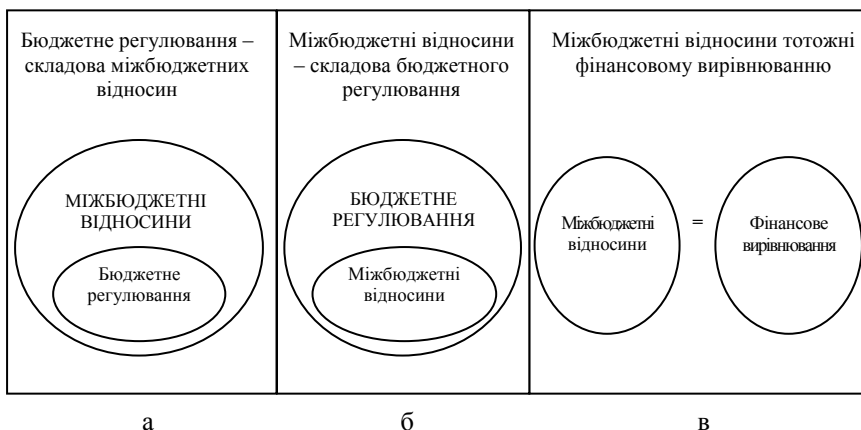 Бюджетне регулювання –
складова міжбюджетних
відносин
МІЖБЮДЖЕТНІ
ВІДНОСИНИ
Бюджетне
регулювання
а
Міжбюджетні відносини
– складова бюджетного
регулювання
БЮДЖЕТНЕ
РЕГУЛЮВАННЯ
Міжбюджетні
відносини
б
Міжбюджетні відносини тотожні
фінансовому вирівнюванню
Міжбюджетні
відносини
=
Фінансове
вирівнювання
в